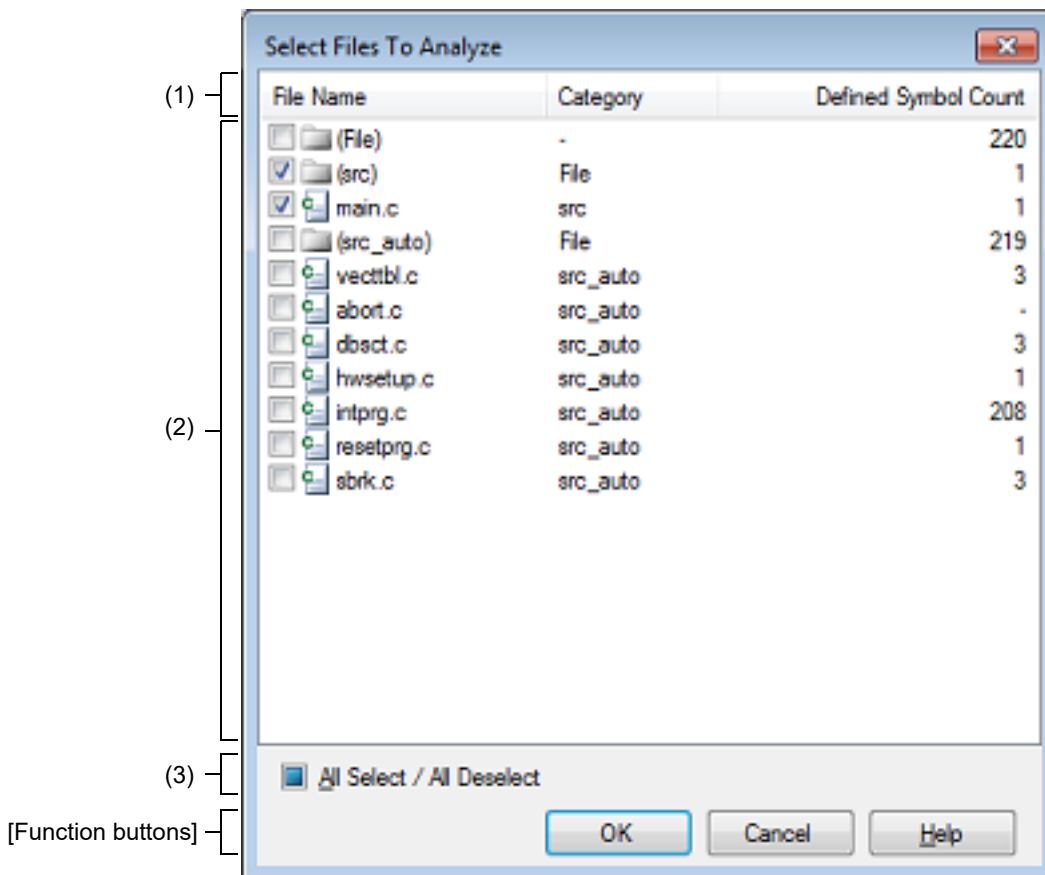 Select Files To Analyze
(1) File Name Category Defined Symbol Count
(File) - 220
(src) File 1
main.c src 1
(src_auto) File 219
vecttbl.c src_auto 3
abort.c src_auto -
dbsct.c src_auto 3
hwsetup.c src_auto 1
(2) intprg.c src_auto 208
resetprg.c src_auto 1
sbrk.c src_auto 3
(3) All Select / All Deselect
[Function buttons] OK Cancel Help